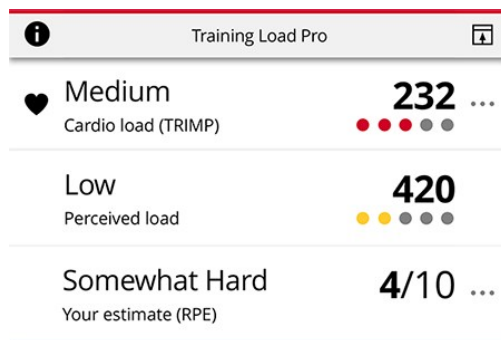 Training Load Pro
Medium 232 ...
Cardio load (TRIMP)
Low 420
Perceived load
Somewhat Hard 4/10 ...
Your estimate (RPE)